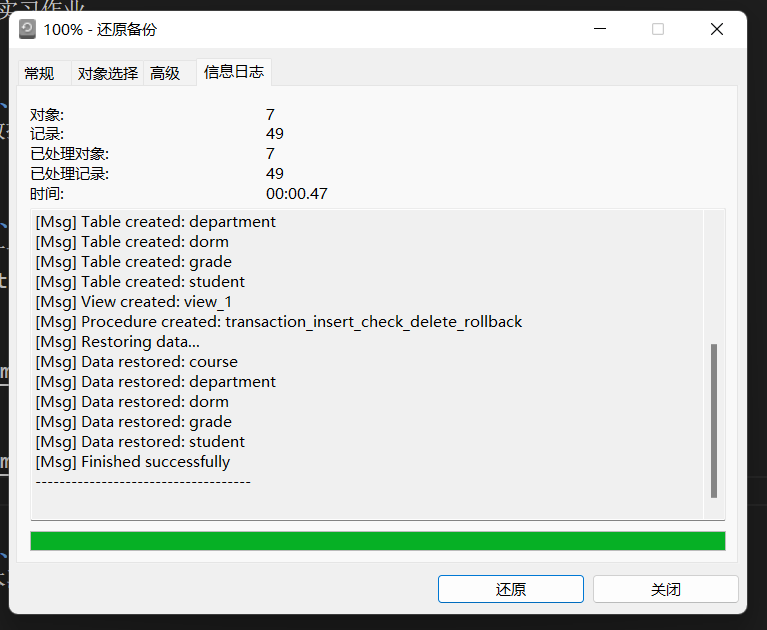 实习作业
100% - 还原备份
常规 对象选择 高级 信息日志
对象: 7
记录: 49
已处理对象: 7
已处理记录: 49
时间: 00:00.47
[Msg] Table created: department
[Msg] Table created: dorm
[Msg] Table created: grade
[Msg] Table created: student
[Msg] View created: view_1
[Msg] Procedure created: transaction_insert_check_delete_rollback
[Msg] Restoring data...
[Msg] Data restored: course
[Msg] Data restored: department
[Msg] Data restored: dorm
[Msg] Data restored: grade
[Msg] Data restored: student
[Msg] Finished successfully
------------------------------------
还原 关闭